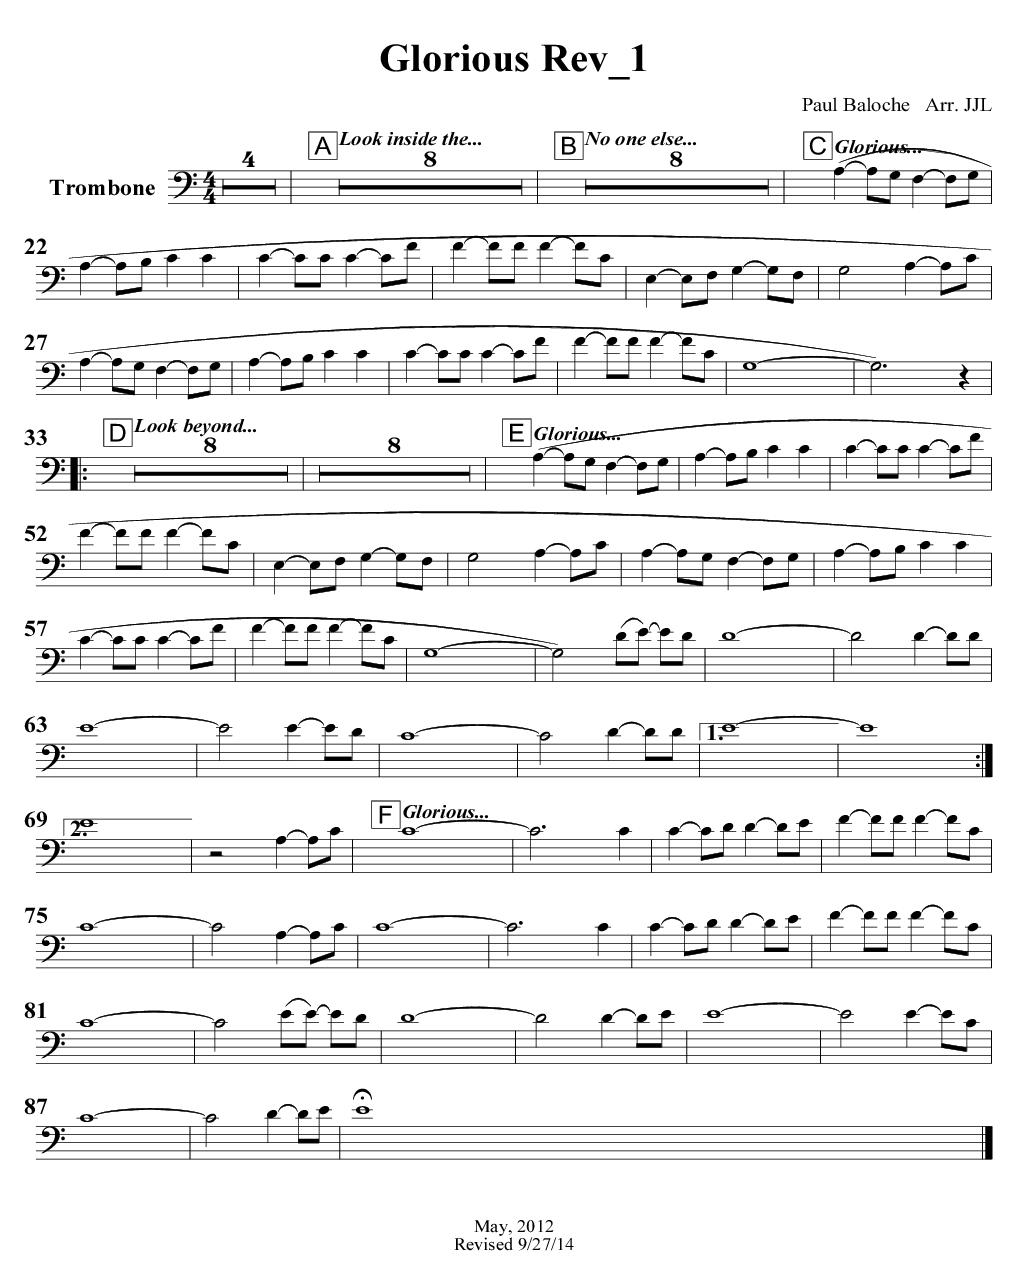 Glorious Rev_1
Paul Baloche Arr. JJL
A Look inside the... B No one else... C Glorious...
4 8 8
Trombone
22
27
D Look beyond... E Glorious...
33 8 8
52
57
63
1.
69
2. F Glorious...
75
81
87
May, 2012
Revised 9/27/14